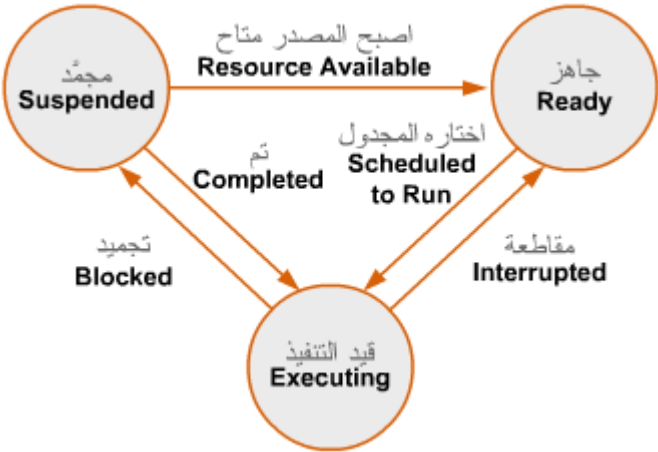 اصبح المصدر متاح
Resource Available
مجمَّد
Suspended
جاهز
Ready
تم
Completed
اختاره المجدول
Scheduled
to Run
تجميد
Blocked
مقاطعة
Interrupted
قيد التنفيذ
Executing